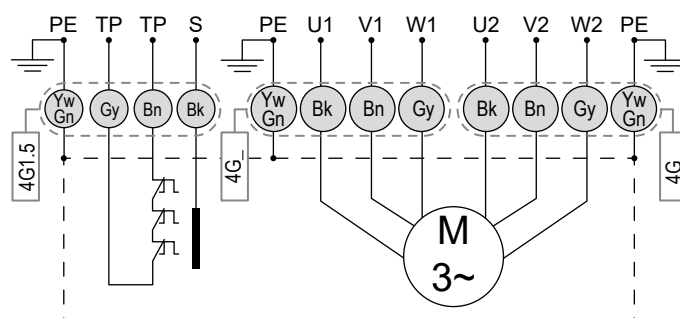 PE TP TP S PE U1 V1 W1 U2 V2 W2 PE
Yw Gn Gy Bn Bk Yw Gn Bk Bn Gy Bk Bn Gy Yw Gn
4G1.5 4G_ 4G_
M
3~